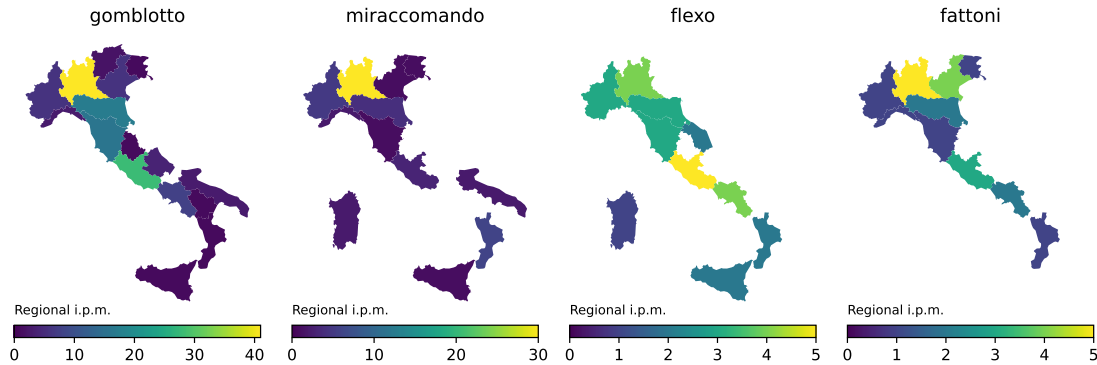 gomblotto miraccomando flexo fattoni
Regional i.p.m. Regional i.p.m. Regional i.p.m. Regional i.p.m.
0 10 20 30 40 0 10 20 30 0 1 2 3 4 5 0 1 2 3 4 5